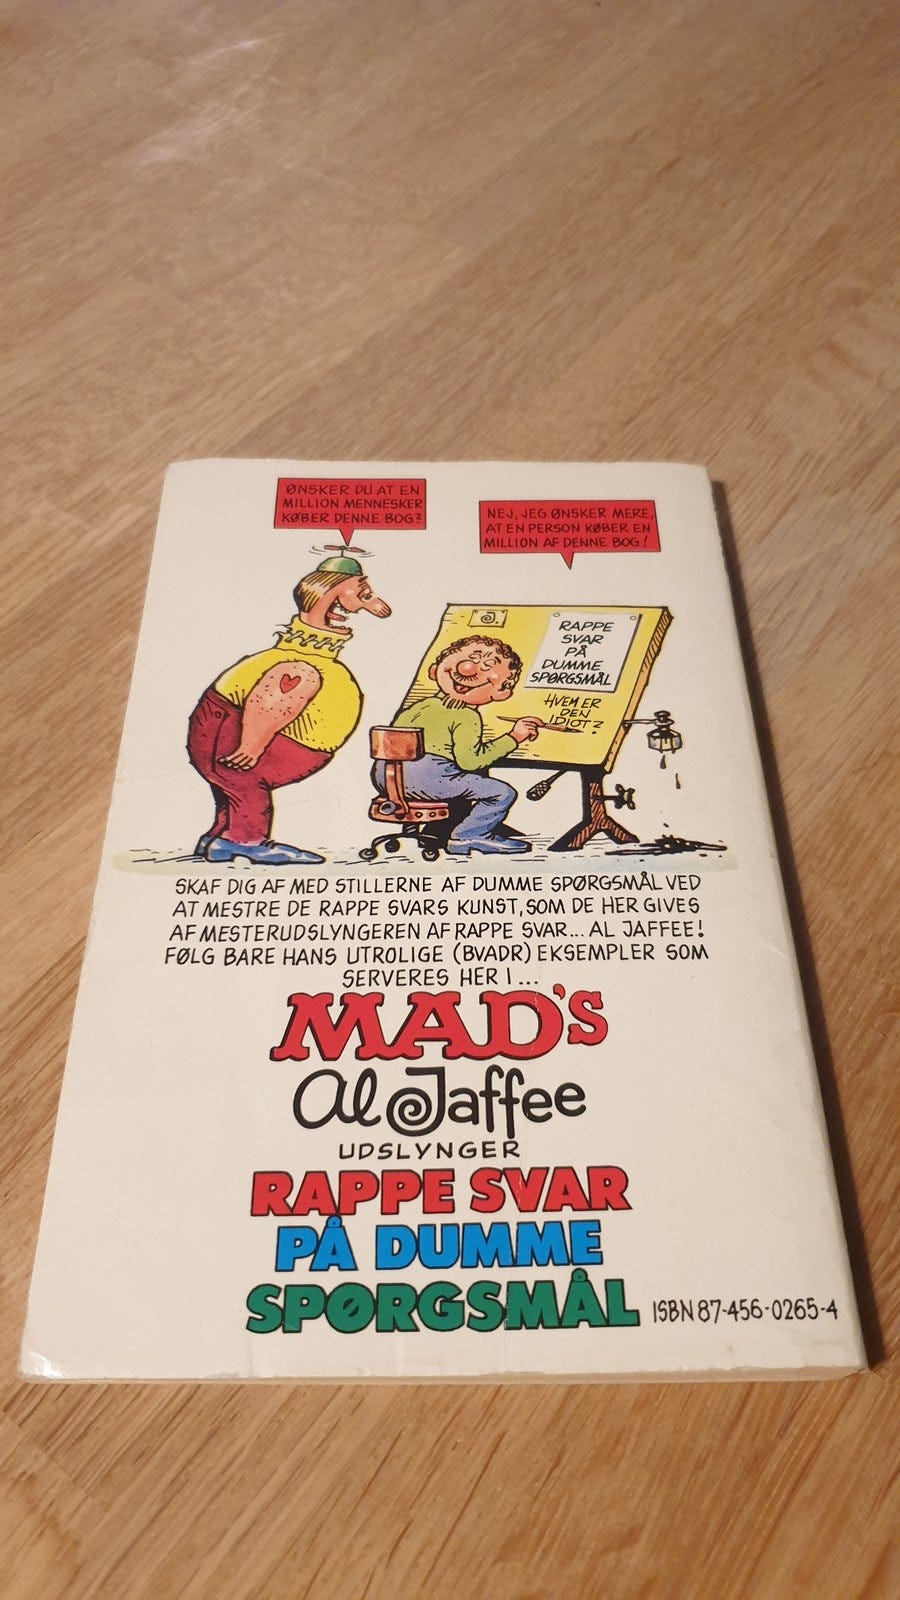 ØNSKER DU AT EN
MILLION MENNESKER
KØBER DENNE BOG?
NEJ, JEG ØNSKER MERE,
AT EN PERSON KØBER EN
MILLION AF DENNE BOG!
RAPPE
SVAR
PÅ
DUMME
SPØRGSMÅL
HVEM ER
DEN
IDIOT?
SKAF DIG AF MED STILLERNE AF DUMME SPØRGSMÅL VED
AT MESTRE DE RAPPE SVARS KUNST, SOM DE HER GIVES
AF MESTERUDSLYNGEREN AF RAPPE SVAR... AL JAFFEE!
FØLG BARE HANS UTROLIGE (BVADR) EKSEMPLER SOM
SERVERES HER I...
MAD'S
Al Jaffee
UDSLYNGER
RAPPE SVAR
PÅ DUMME
SPØRGSMÅL
ISBN 87-456-0265-4